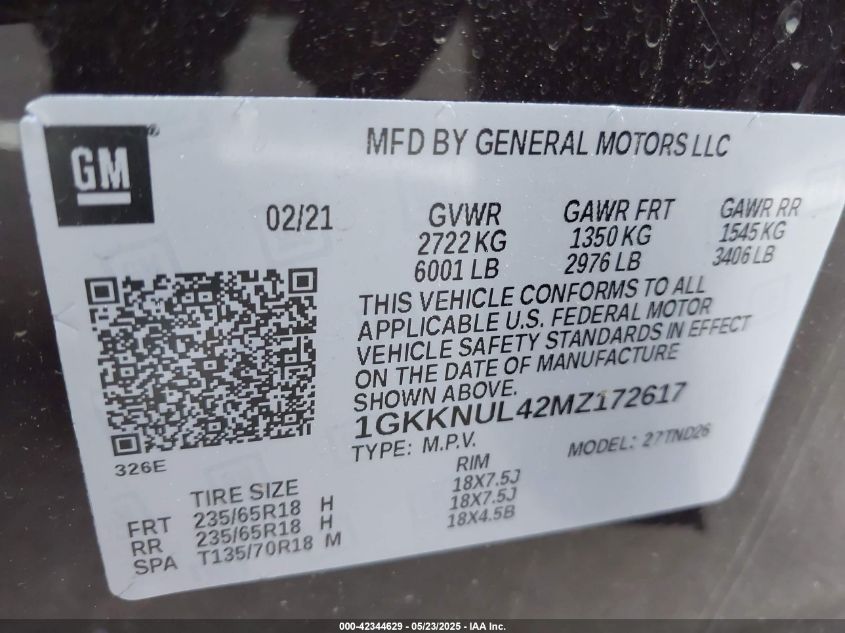 MFD BY GENERAL MOTORS LLC
GM
®
02/21
GVWR GAWR FRT GAWR RR
2722 KG 1350 KG 1545 KG
6001 LB 2976 LB 3406 LB
THIS VEHICLE CONFORMS TO ALL
APPLICABLE U.S. FEDERAL MOTOR
VEHICLE SAFETY STANDARDS IN EFFECT
ON THE DATE OF MANUFACTURE
SHOWN ABOVE.
1GKKNUL42MZ172617
TYPE: M.P.V. MODEL: 27TND26
326E
TIRE SIZE RIM
FRT 235/65R18 H 18X7.5J
RR 235/65R18 H 18X7.5J
SPA T135/70R18 M 18X4.5B
000-42344629 - 05/23/2025 - IAA Inc.